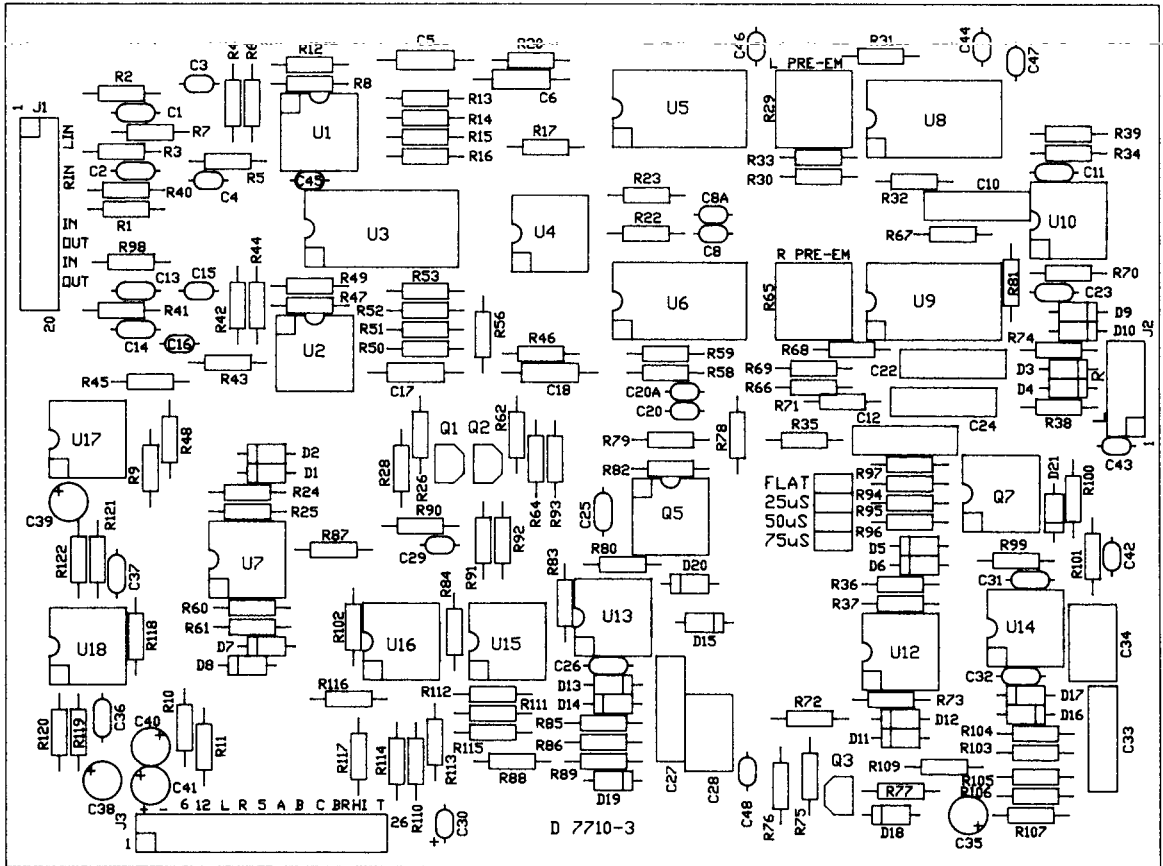 C46
C44
C47
R4
R6
R12
C5
R20
R31
C3
R2
R8
C6
L PRE-EM
1
J1
C1
R13
U5
R29
U8
LIN
R7
U1
R14
R39
R3
R15
R17
R34
RIN
C2
R5
R16
R33
C11
R40
C4
C45
R30
R32
C10
R1
U3
U4
R23
C8A
U10
IN
OUT
R22
R67
IN
R98
R44
C8
OUT
R PRE-EM
R81
R70
C13
C15
R49
R53
C23
R41
R42
R47
R52
U6
R65
U9
D9
J2
20
C14
C16
U2
R51
R56
D10
R50
R46
R59
R68
R74
R43
R69
C22
D3
R
R45
C17
C18
R58
R66
D4
C20A
R71
R38
C20
C12
C24
L
U17
R48
R28
R26
Q1
Q2
R62
R79
R78
R35
1
C43
R9
D2
D1
R64
R93
R82
R97
D21
R100
R24
FLAT
R94
Q7
C39
R121
R25
C25
Q5
25uS
R95
R90
50uS
R96
R122
C37
U7
R87
C29
R91
R92
R80
75uS
D5
R99
R101
C42
D6
R84
R83
D20
R36
C31
R60
R37
U18
R118
R61
R102
U16
U15
U13
D15
U12
U14
C34
D7
D8
C26
C32
R116
R112
D13
R73
D17
R120
R119
C36
R10
R111
D14
R72
D12
D16
C40
R11
R85
D11
R104
C33
R117
R114
R113
R115
R86
R103
R88
R89
C27
C28
Q3
R109
R105
C38
C41
R110
D19
C48
R76
R75
R77
R106
+ - 6 12 L R S A B C BR HI T
J3
1
26
+
C30
D 7710-3
D18
C35
R107